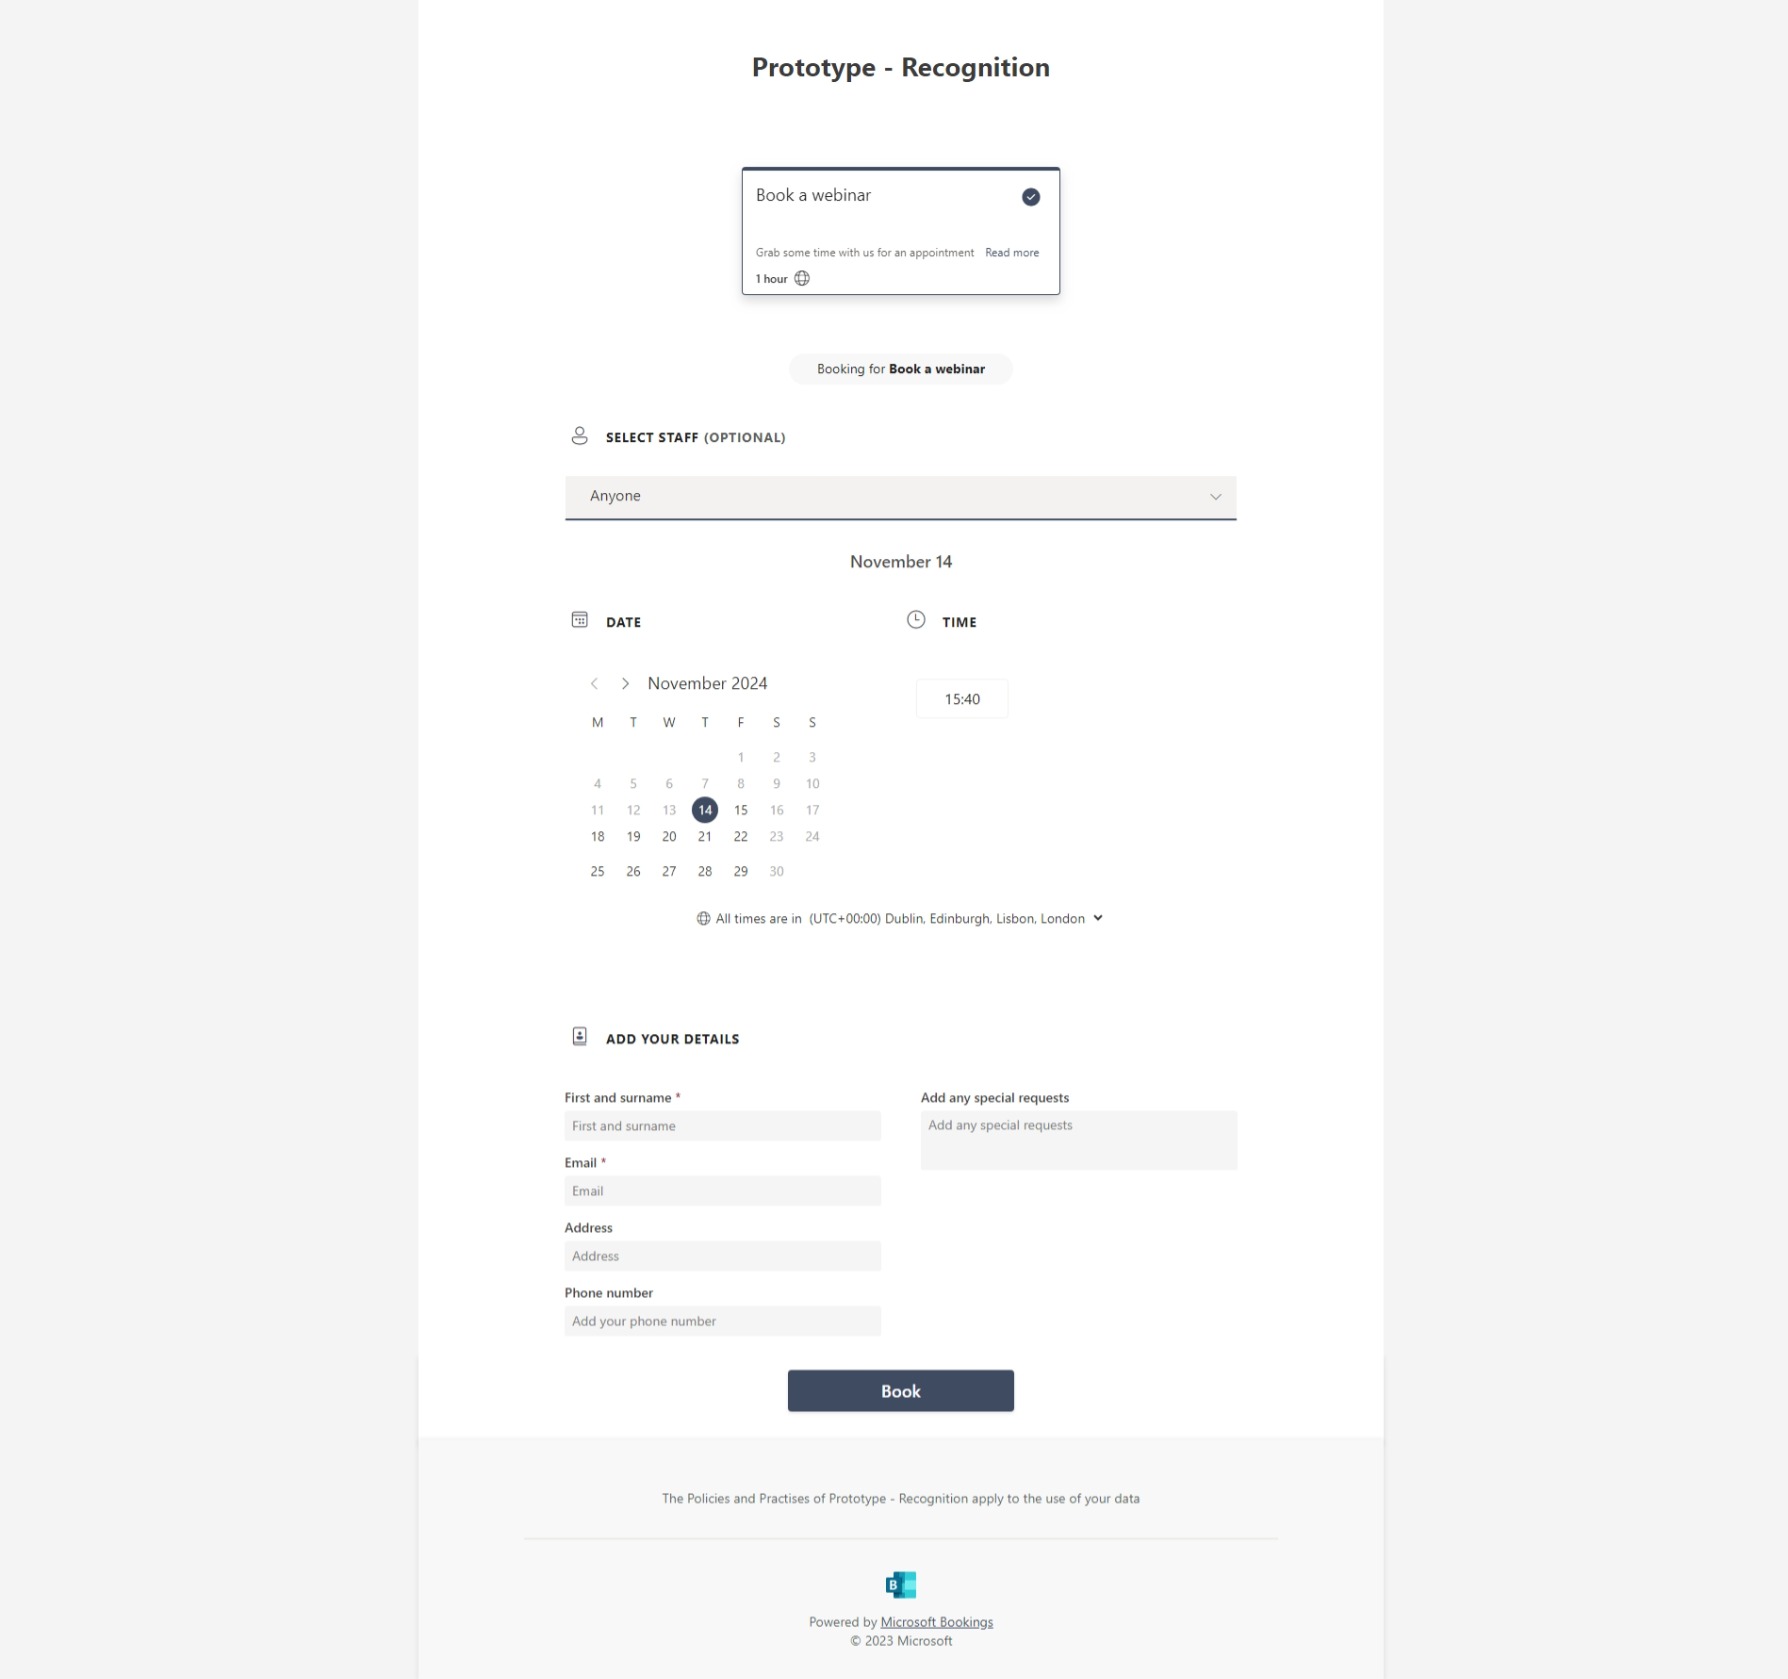 Prototype - Recognition
Book a webinar
Grab some time with us for an appointment Read more
1 hour
Booking for Book a webinar
SELECT STAFF (OPTIONAL)
Anyone
November 14
DATE
TIME
November 2024
M T W T F S S
1 2 3
4 5 6 7 8 9 10
11 12 13 14 15 16 17
18 19 20 21 22 23 24
25 26 27 28 29 30
15:40
All times are in (UTC+00:00) Dublin, Edinburgh, Lisbon, London
ADD YOUR DETAILS
First and surname *
First and surname
Email *
Email
Address
Address
Phone number
Add your phone number
Add any special requests
Add any special requests
Book
The Policies and Practises of Prototype - Recognition apply to the use of your data
B
Powered by Microsoft Bookings
© 2023 Microsoft